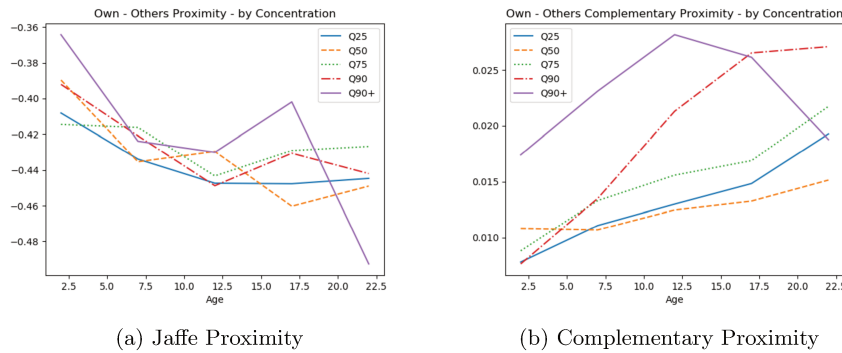 Own - Others Proximity - by Concentration
−0.36
−0.38
−0.40
−0.42
−0.44
−0.46
−0.48
Q25
Q50
Q75
Q90
Q90+
2.5 5.0 7.5 10.0 12.5 15.0 17.5 20.0 22.5
Age
(a) Jaffe Proximity
Own - Others Complementary Proximity - by Concentration
0.025
0.020
0.015
0.010
Q25
Q50
Q75
Q90
Q90+
2.5 5.0 7.5 10.0 12.5 15.0 17.5 20.0 22.5
Age
(b) Complementary Proximity